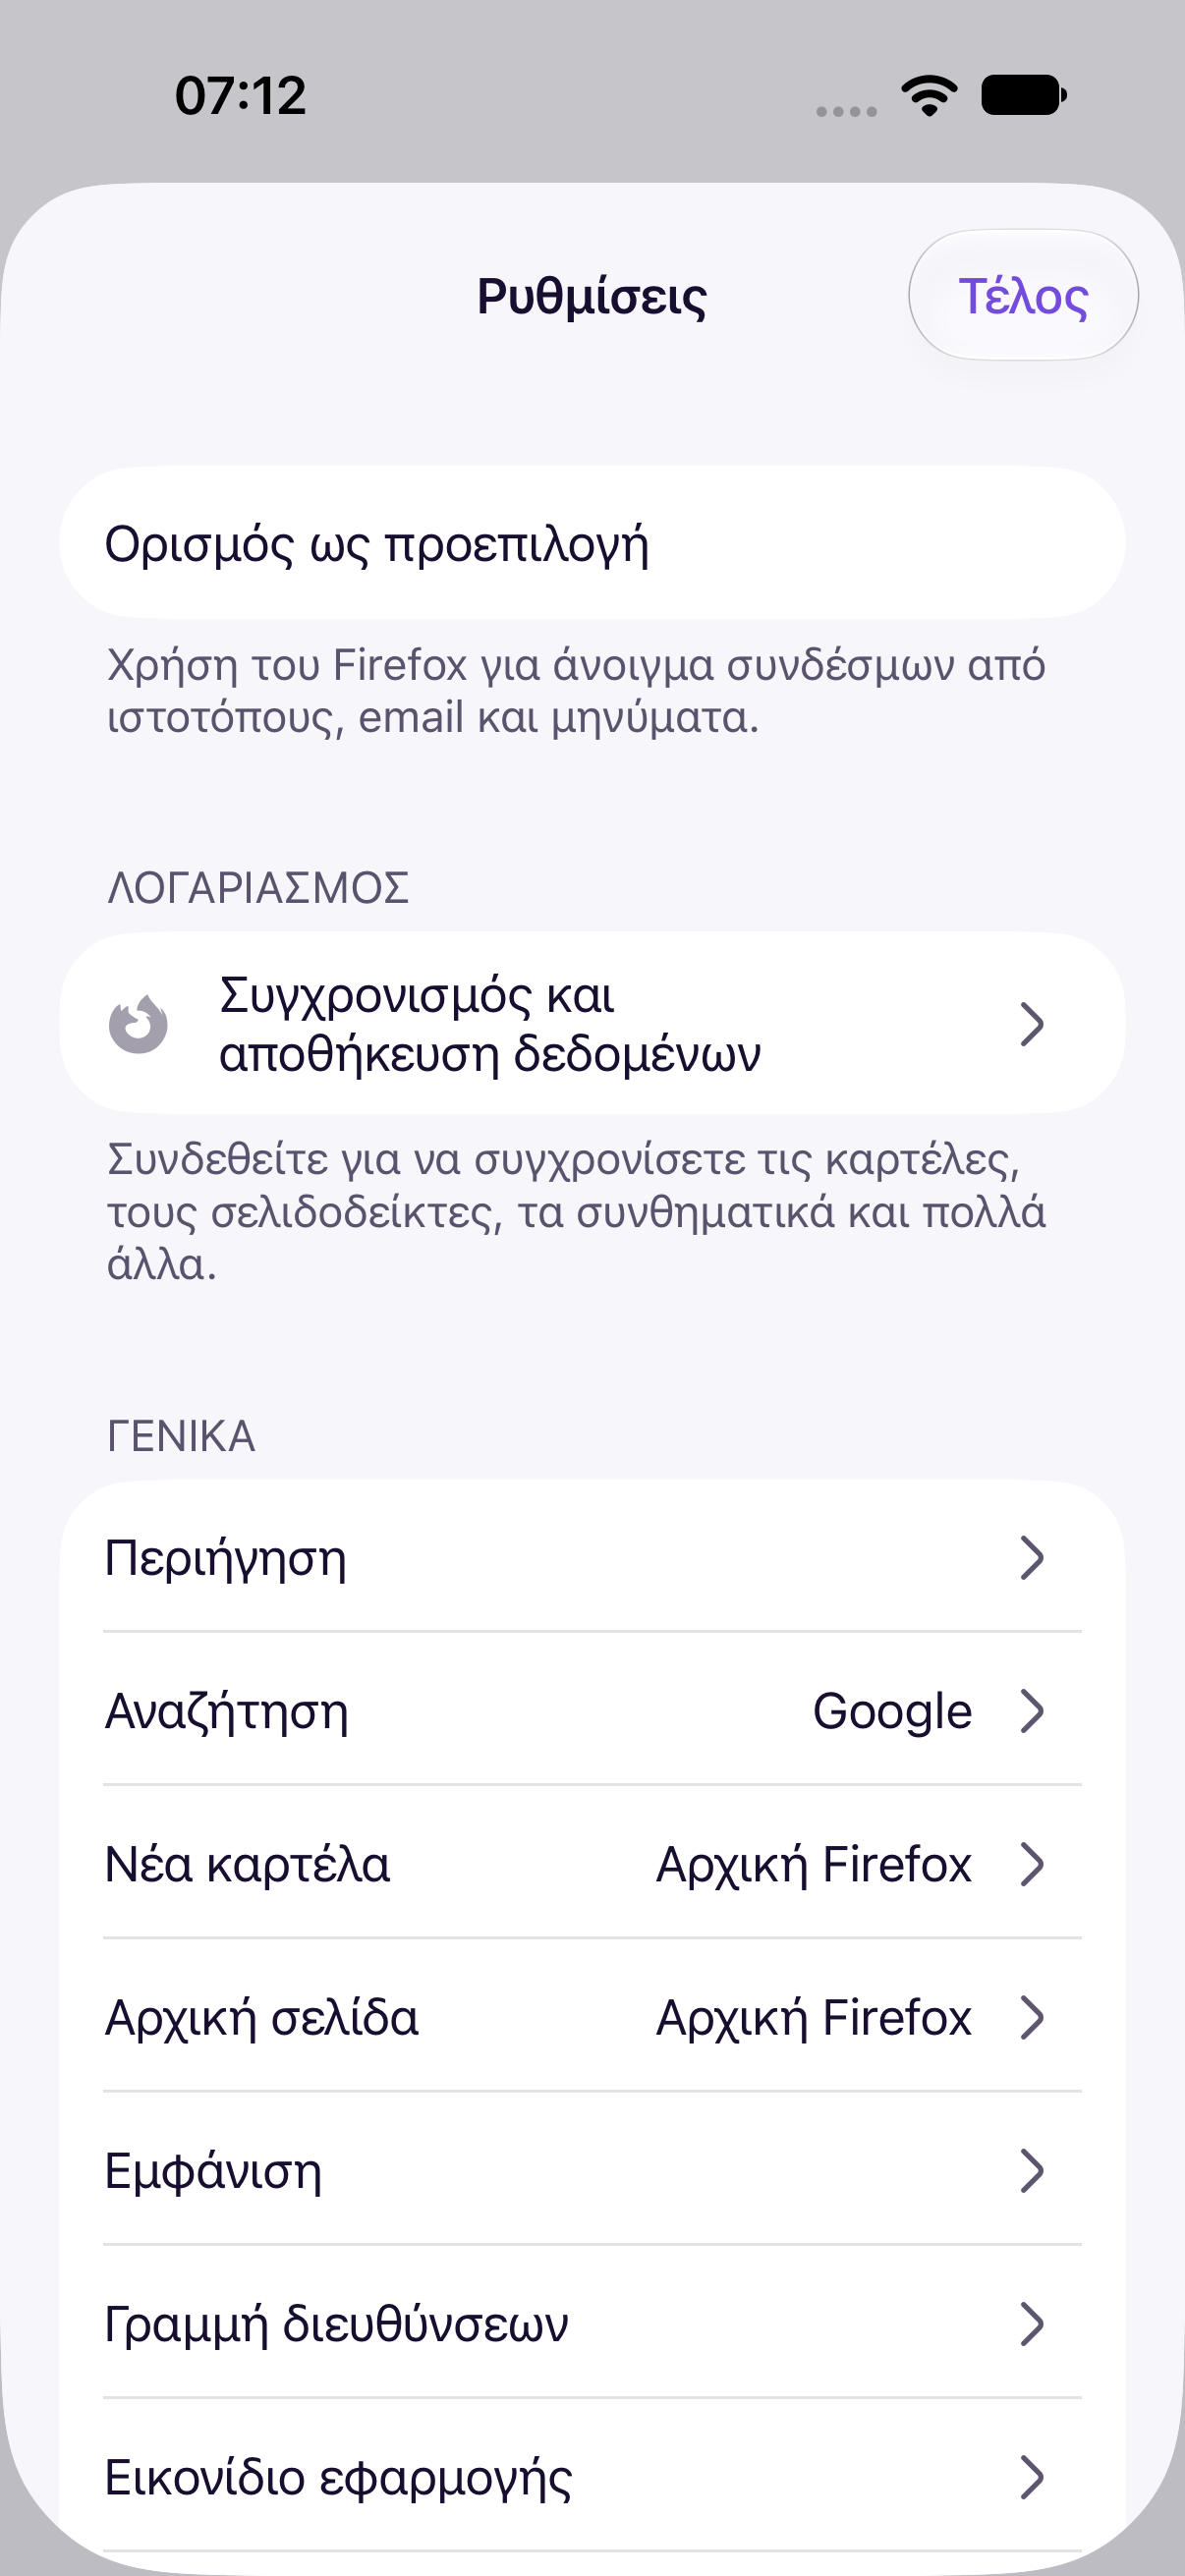 07:12
Ρυθμίσεις
Τέλος
Ορισμός ως προεπιλογή
Χρήση του Firefox για άνοιγμα συνδέσμων από
ιστοτόπους, email και μηνύματα.
ΛΟΓΑΡΙΑΣΜΟΣ
Συγχρονισμός και
αποθήκευση δεδομένων
Συνδεθείτε για να συγχρονίσετε τις καρτέλες,
τους σελιδοδείκτες, τα συνθηματικά και πολλά
άλλα.
ΓΕΝΙΚΑ
Περιήγηση
Αναζήτηση Google
Νέα καρτέλα Αρχική Firefox
Αρχική σελίδα Αρχική Firefox
Εμφάνιση
Γραμμή διευθύνσεων
Εικονίδιο εφαρμογής